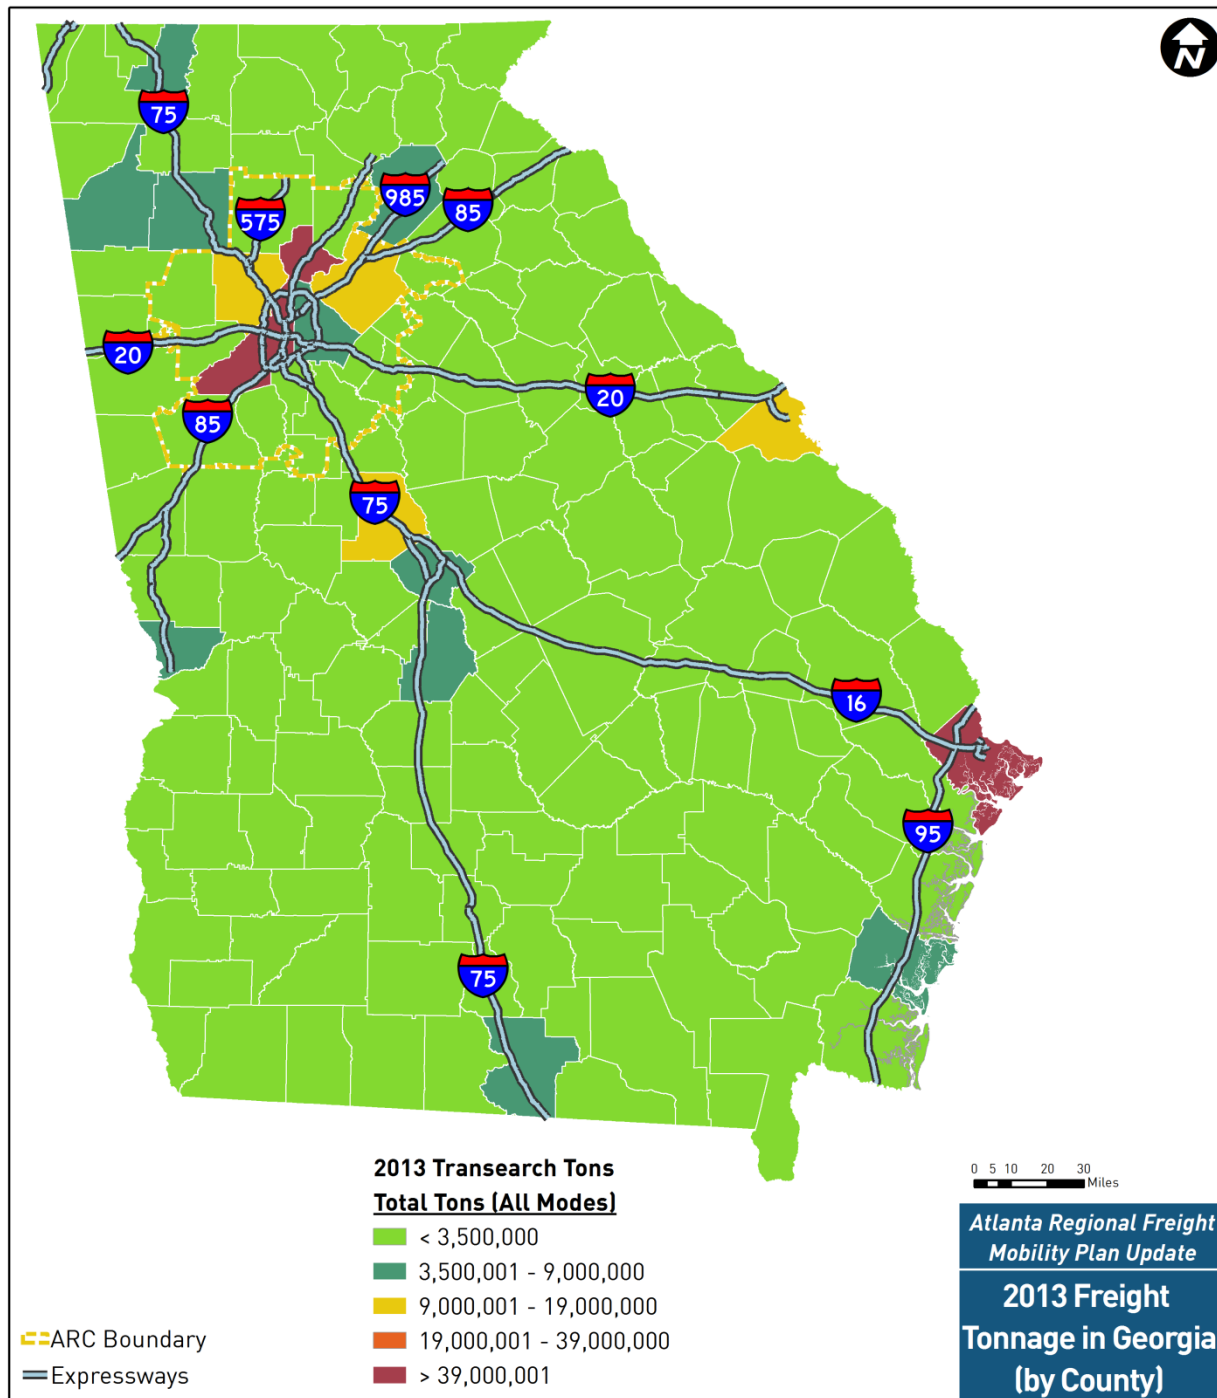 N
75
985
85
575
20
20
85
75
16
95
75
2013 Transearch Tons
Total Tons (All Modes)
< 3,500,000
3,500,001 - 9,000,000
9,000,001 - 19,000,000
19,000,001 - 39,000,000
> 39,000,001
ARC Boundary
Expressways
0 5 10 20 30
Miles
Atlanta Regional Freight
Mobility Plan Update
2013 Freight
Tonnage in Georgia
(by County)